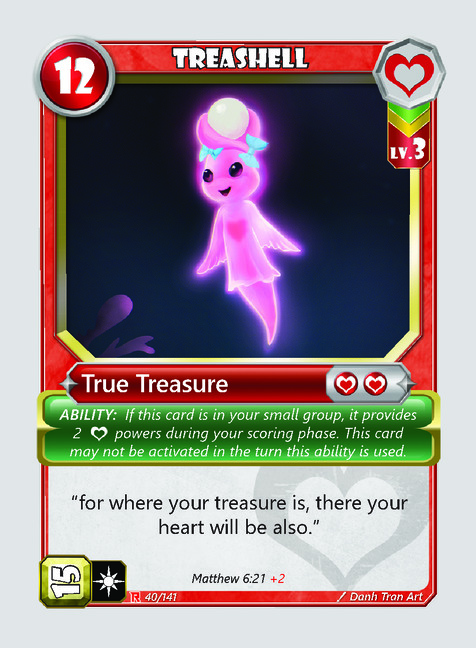 TREASHELL
12
LV.3
True Treasure
ABILITY: If this card is in your small group, it provides
2 powers during your scoring phase. This card
may not be activated in the turn this ability is used.
“for where your treasure is, there your
heart will be also.”
Matthew 6:21 +2
15
R 40/141
Danh Tran Art